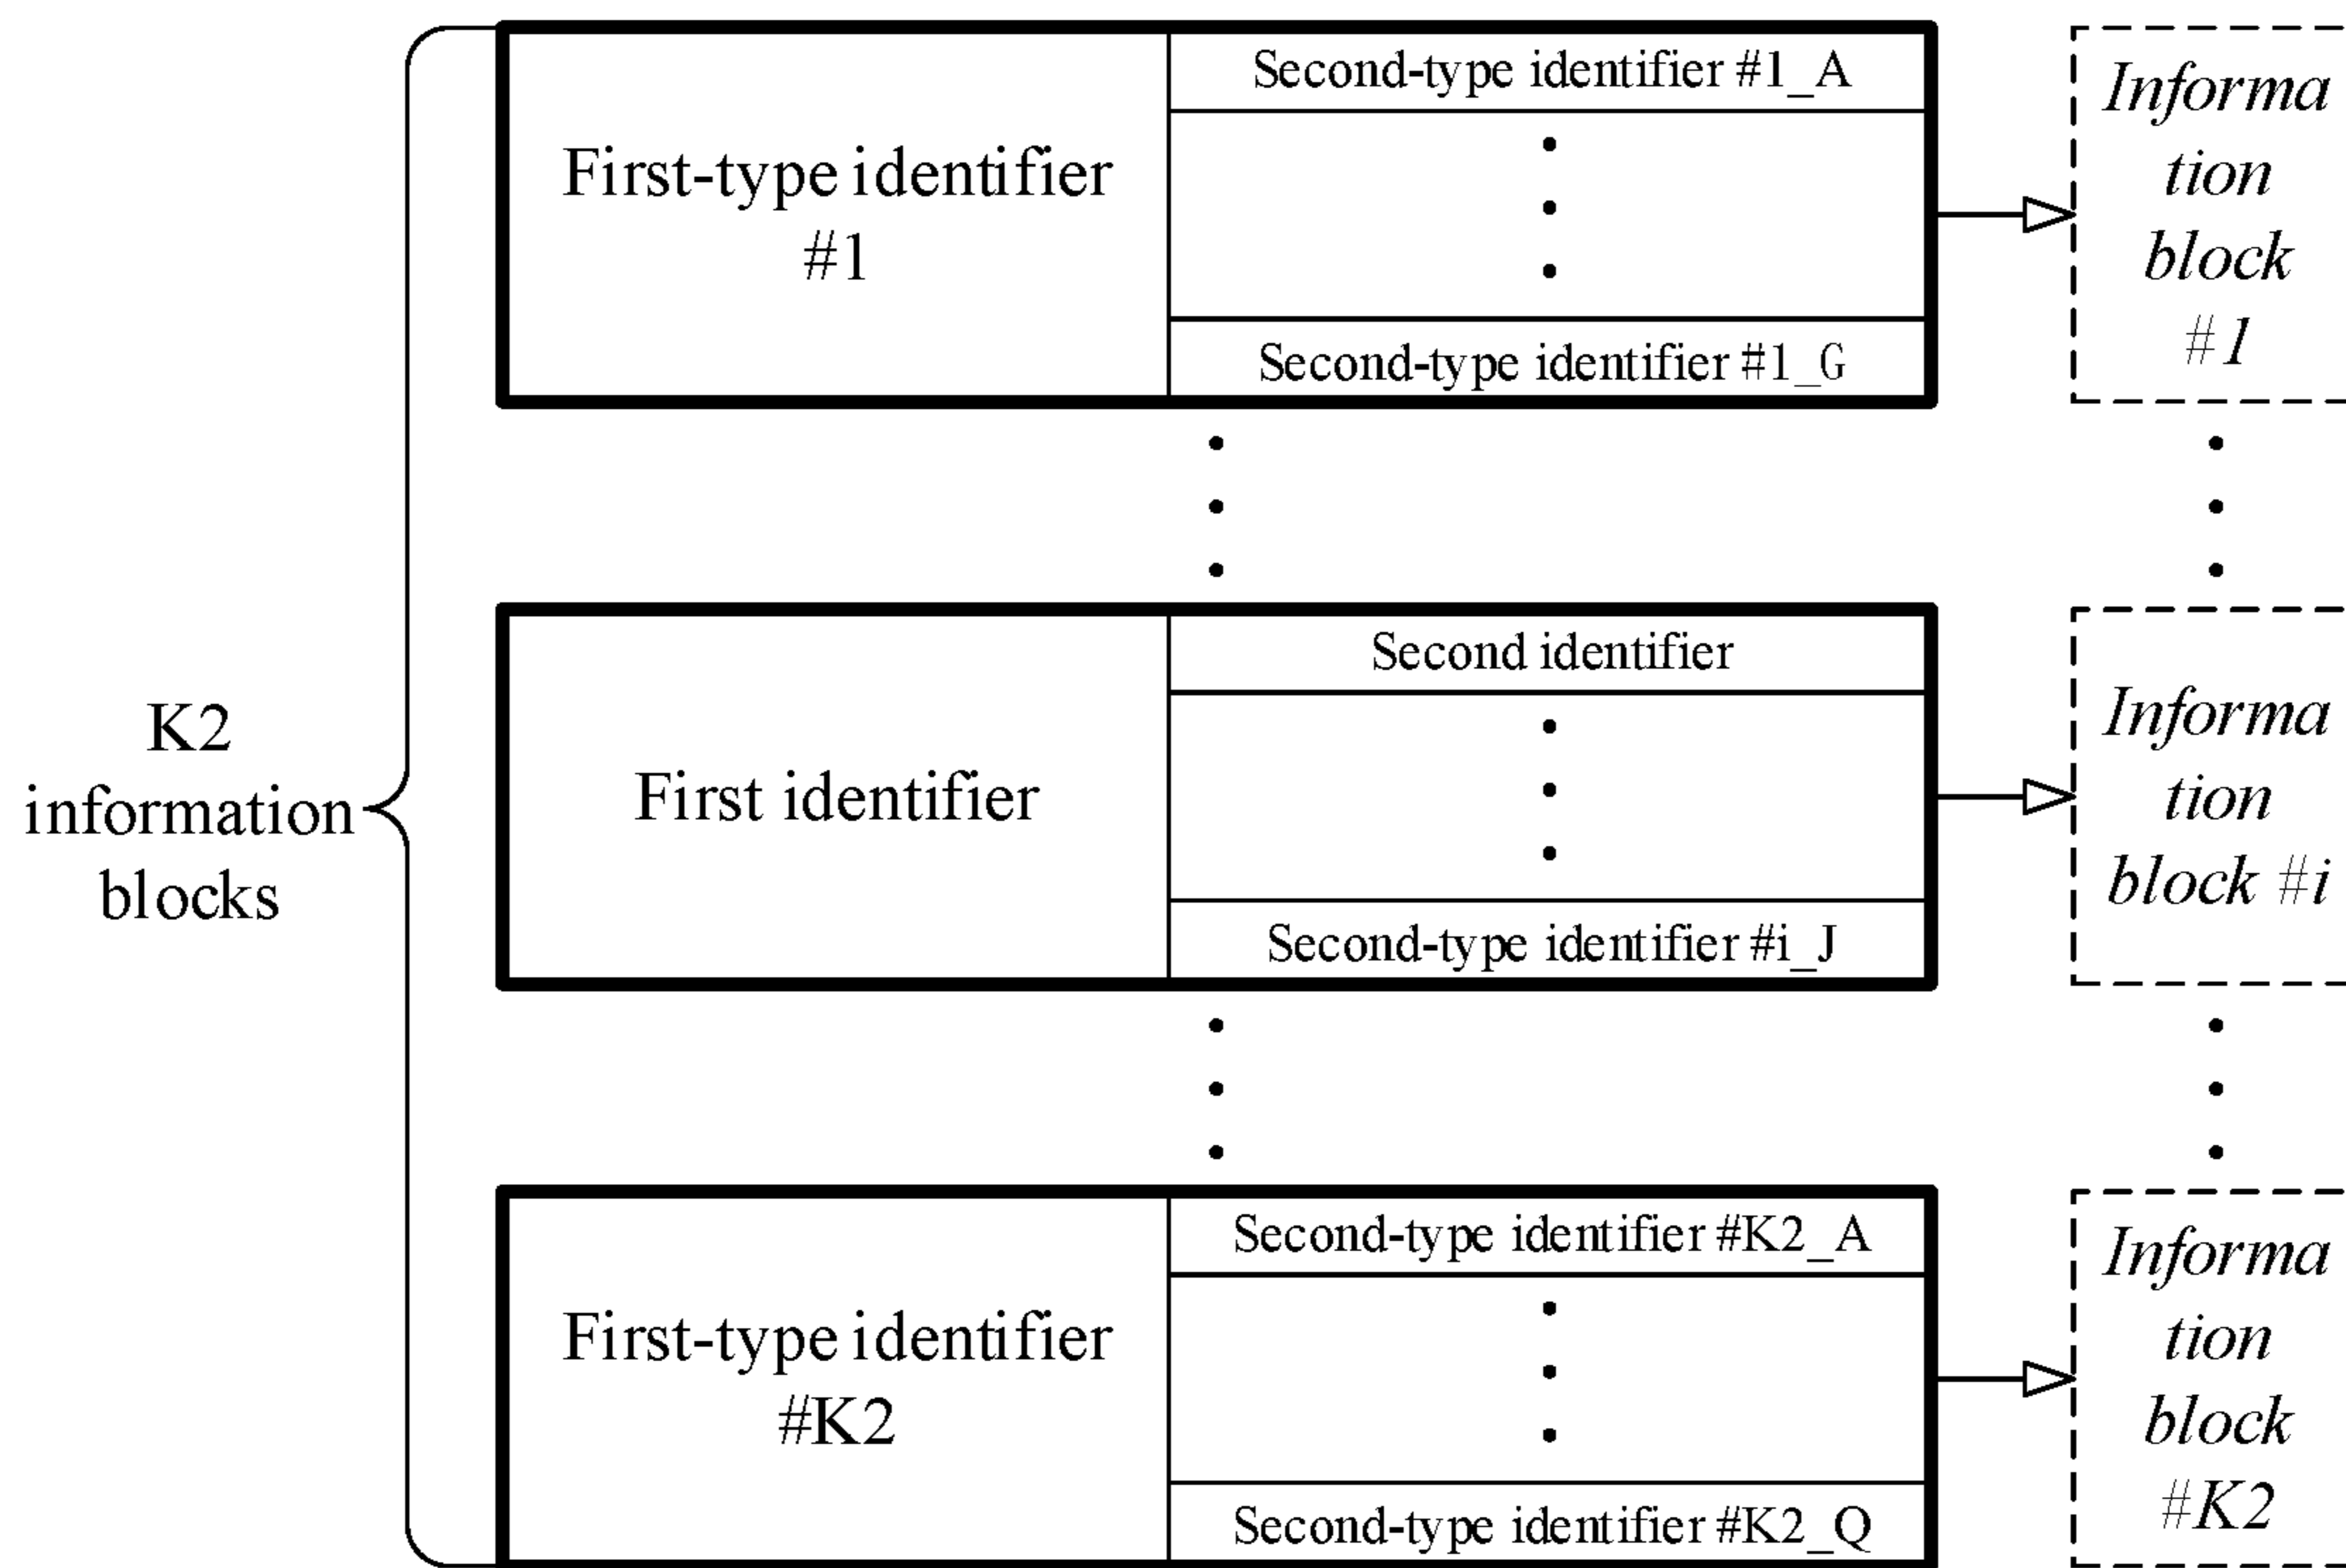 K2
information
blocks
First-type identifier
#1
Second-type identifier #1_A
Second-type identifier #1_G
Informa
tion
block
#1
First identifier
Second identifier
Second-type identifier #i_J
Informa
tion
block #i
First-type identifier
#K2
Second-type identifier #K2_A
Second-type identifier #K2_Q
Informa
tion
block
#K2